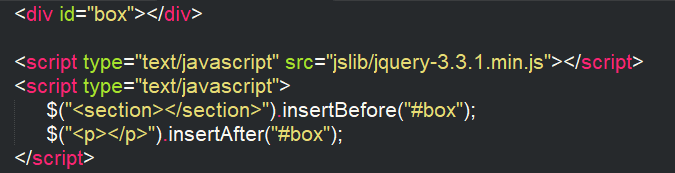 <div id="box"></div>
<script type="text/javascript" src="jslib/jquery-3.3.1.min.js"></script>
<script type="text/javascript">
$("<section></section>").insertBefore("#box");
$("<p></p>").insertAfter("#box");
</script>